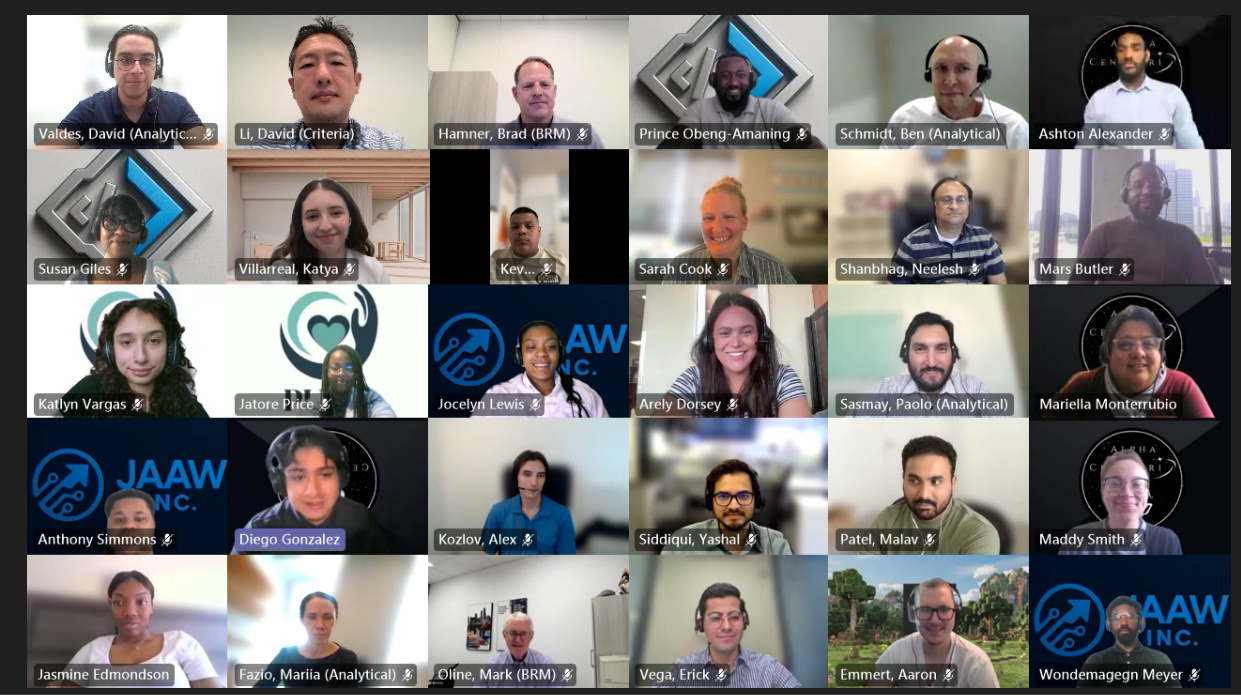 Valdes, David (Analytic...
Li, David (Criteria)
Hamner, Brad (BRM)
Prince Obeng-Amaning
Schmidt, Ben (Analytical)
Ashton Alexander
Susan Giles
Villarreal, Katya
Kev...
Sarah Cook
Shanbhag, Neelesh
Mars Butler
Katlyn Vargas
Jatore Price
JAAW
INC.
Jocelyn Lewis
Arely Dorsey
Sasmay, Paolo (Analytical)
Mariella Monterrubio
JAAW
INC.
Anthony Simmons
Diego Gonzalez
Kozlov, Alex
Siddiqui, Yashal
Patel, Malav
ALPHA
CENTAURI
Maddy Smith
Jasmine Edmondson
Fazio, Mariia (Analytical)
Oline, Mark (BRM)
Vega, Erick
Emmert, Aaron
JAAW
INC.
Wondemagegn Meyer